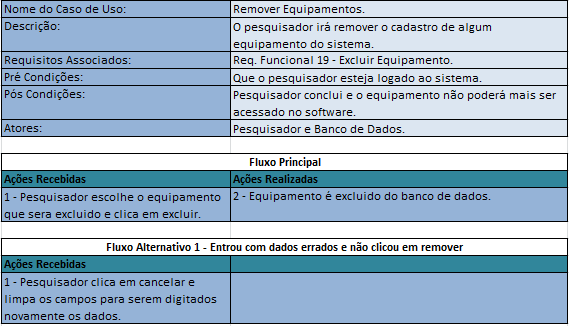 Nome do Caso de Uso: Remover Equipamentos.
Descrição: O pesquisador irá remover o cadastro de algum
equipamento do sistema.
Requisitos Associados: Req. Funcional 19 - Excluir Equipamento.
Pré Condições: Que o pesquisador esteja logado ao sistema.
Pós Condições: Pesquisador conclui e o equipamento não poderá mais ser
acessado no software.
Atores: Pesquisador e Banco de Dados.
Fluxo Principal
Ações Recebidas Ações Realizadas
1 - Pesquisador escolhe o equipamento 2 - Equipamento é excluido do banco de dados.
que sera excluido e clica em excluir.
Fluxo Alternativo 1 - Entrou com dados errados e não clicou em remover
Ações Recebidas
1 - Pesquisador clica em cancelar e
limpa os campos para serem digitados
novamente os dados.